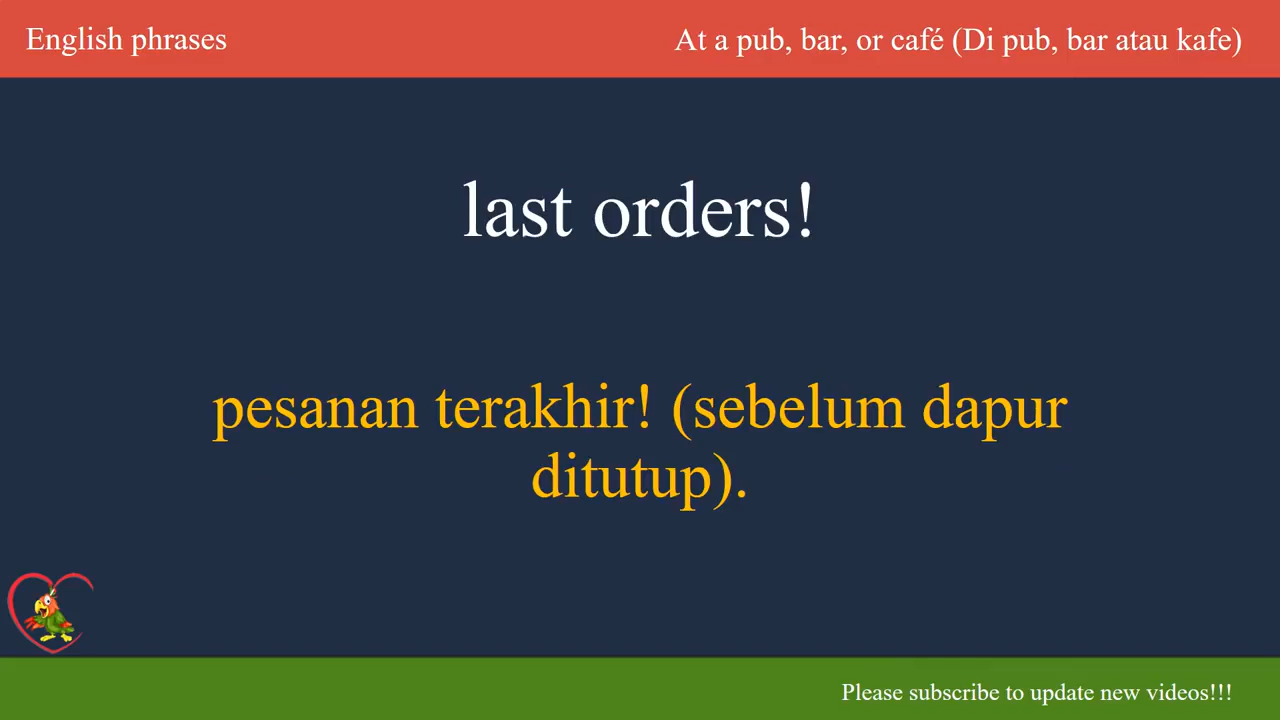 English phrases
At a pub, bar, or café (Di pub, bar atau kafe)
last orders!
pesanan terakhir! (sebelum dapur
ditutup).
Please subscribe to update new videos!!!